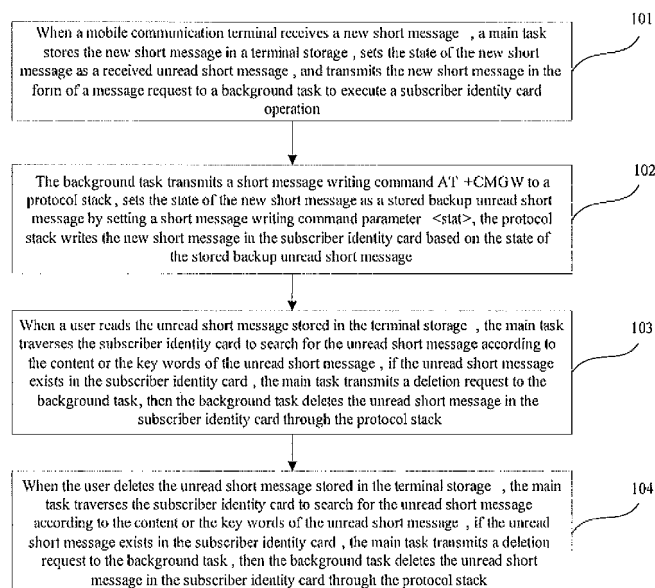 When a mobile communication terminal receives a new short message , a main task
stores the new short message in a terminal storage , sets the state of the new short
message as a received unread short message , and transmits the new short message in the
form of a message request to a background task to execute a subscriber identity card
operation
101
The background task transmits a short message writing command AT +CMGW to a
protocol stack , sets the state of the new short message as a stored backup unread short
message by setting a short message writing command parameter <stat>, the protocol
stack writes the new short message in the subscriber identity card based on the state of
the stored backup unread short message
102
When a user reads the unread short message stored in the terminal storage , the main task
traverses the subscriber identity card to search for the unread short message according to
the content or the key words of the unread short message , if the unread short message
exists in the subscriber identity card , the main task transmits a deletion request to the
background task, then the background task deletes the unread short message in the
subscriber identity card through the protocol stack
103
When the user deletes the unread short message stored in the terminal storage , the main
task traverses the subscriber identity card to search for the unread short message
according to the content or the key words of the unread short message , if the unread
short message exists in the subscriber identity card , the main task transmits a deletion
request to the background task , then the background task deletes the unread short
message in the subscriber identity card through the protocol stack
104